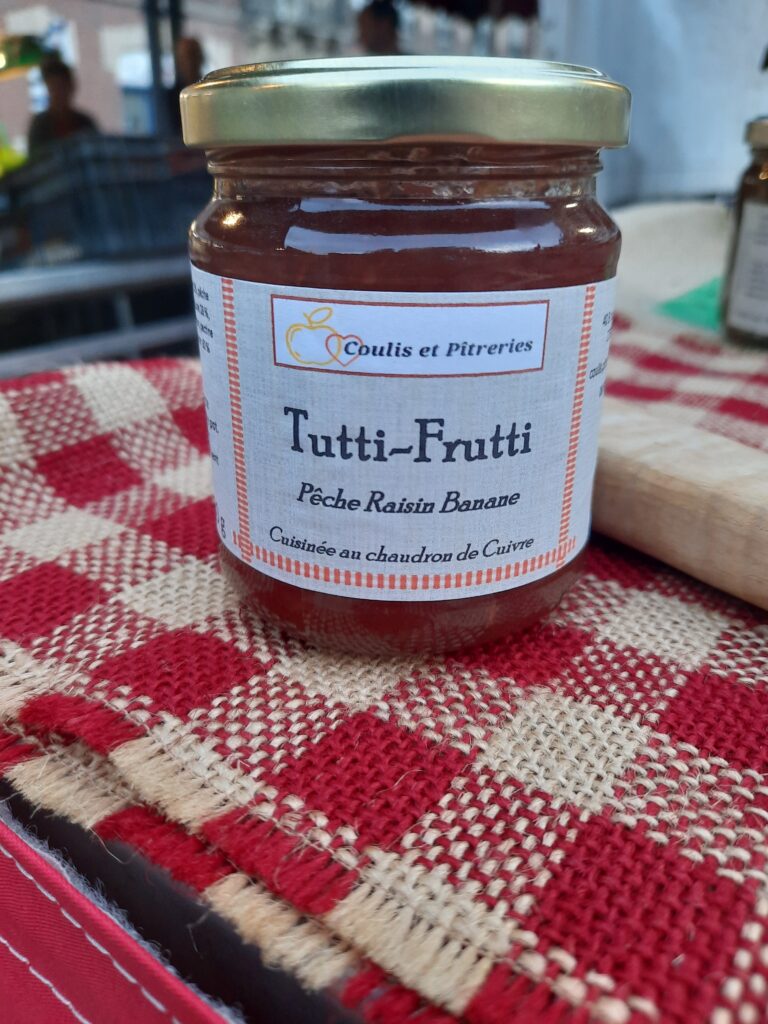 Coulis et Pîtreries
Tutti-Frutti
Pêche Raisin Banane
Cuisinée au chaudron de Cuivre